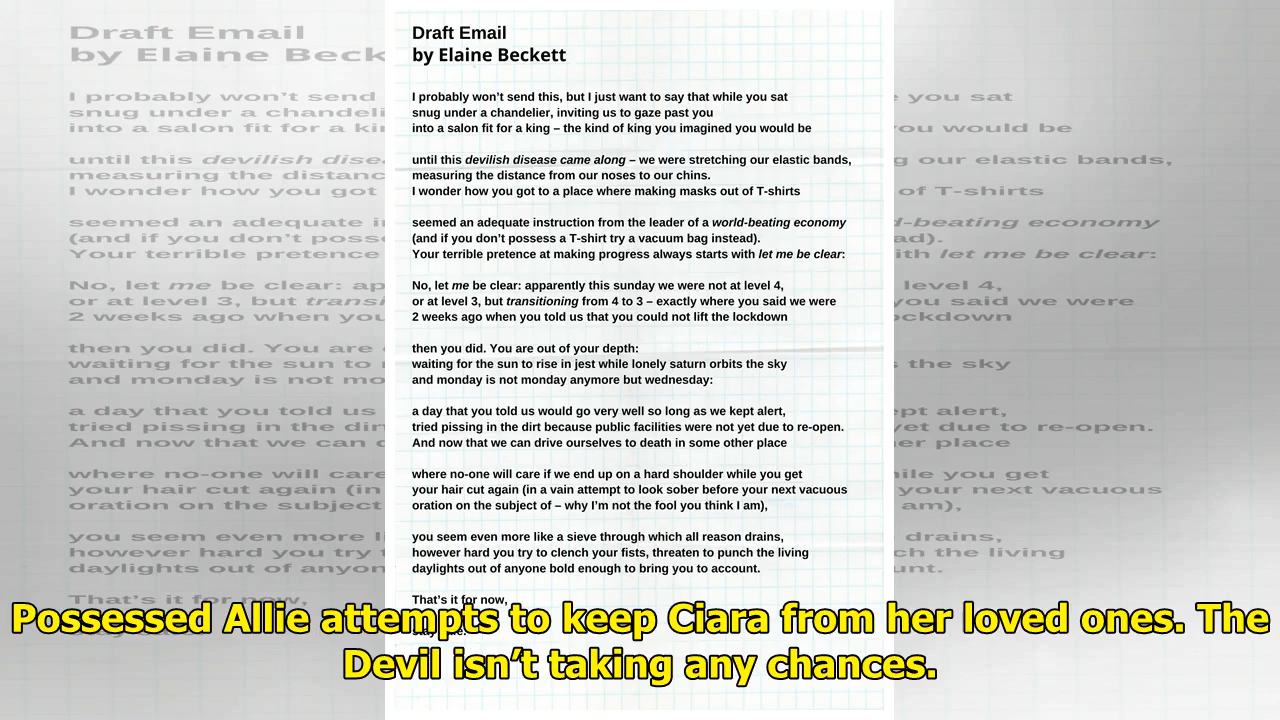 Draft Email
by Elaine Beckett
I probably won’t send this, but I just want to say that while you sat
snug under a chandelier, inviting us to gaze past you
into a salon fit for a king – the kind of king you imagined you would be
until this devilish disease came along – we were stretching our elastic bands,
measuring the distance from our noses to our chins.
I wonder how you got to a place where making masks out of T-shirts
seemed an adequate instruction from the leader of a world-beating economy
(and if you don’t possess a T-shirt try a vacuum bag instead).
Your terrible pretence at making progress always starts with let me be clear:
No, let me be clear: apparently this sunday we were not at level 4,
or at level 3, but transitioning from 4 to 3 – exactly where you said we were
2 weeks ago when you told us that you could not lift the lockdown
then you did. You are out of your depth:
waiting for the sun to rise in jest while lonely saturn orbits the sky
and monday is not monday anymore but wednesday:
a day that you told us would go very well so long as we kept alert,
tried pissing in the dirt because public facilities were not yet due to re-open.
And now that we can drive ourselves to death in some other place
where no-one will care if we end up on a hard shoulder while you get
your hair cut again (in a vain attempt to look sober before your next vacuous
oration on the subject of – why I’m not the fool you think I am),
you seem even more like a sieve through which all reason drains,
however hard you try to clench your fists, threaten to punch the living
daylights out of anyone bold enough to bring you to account.
That’s it for now,
Possessed Allie attempts to keep Ciara from her loved ones. The
Devil isn’t taking any chances.